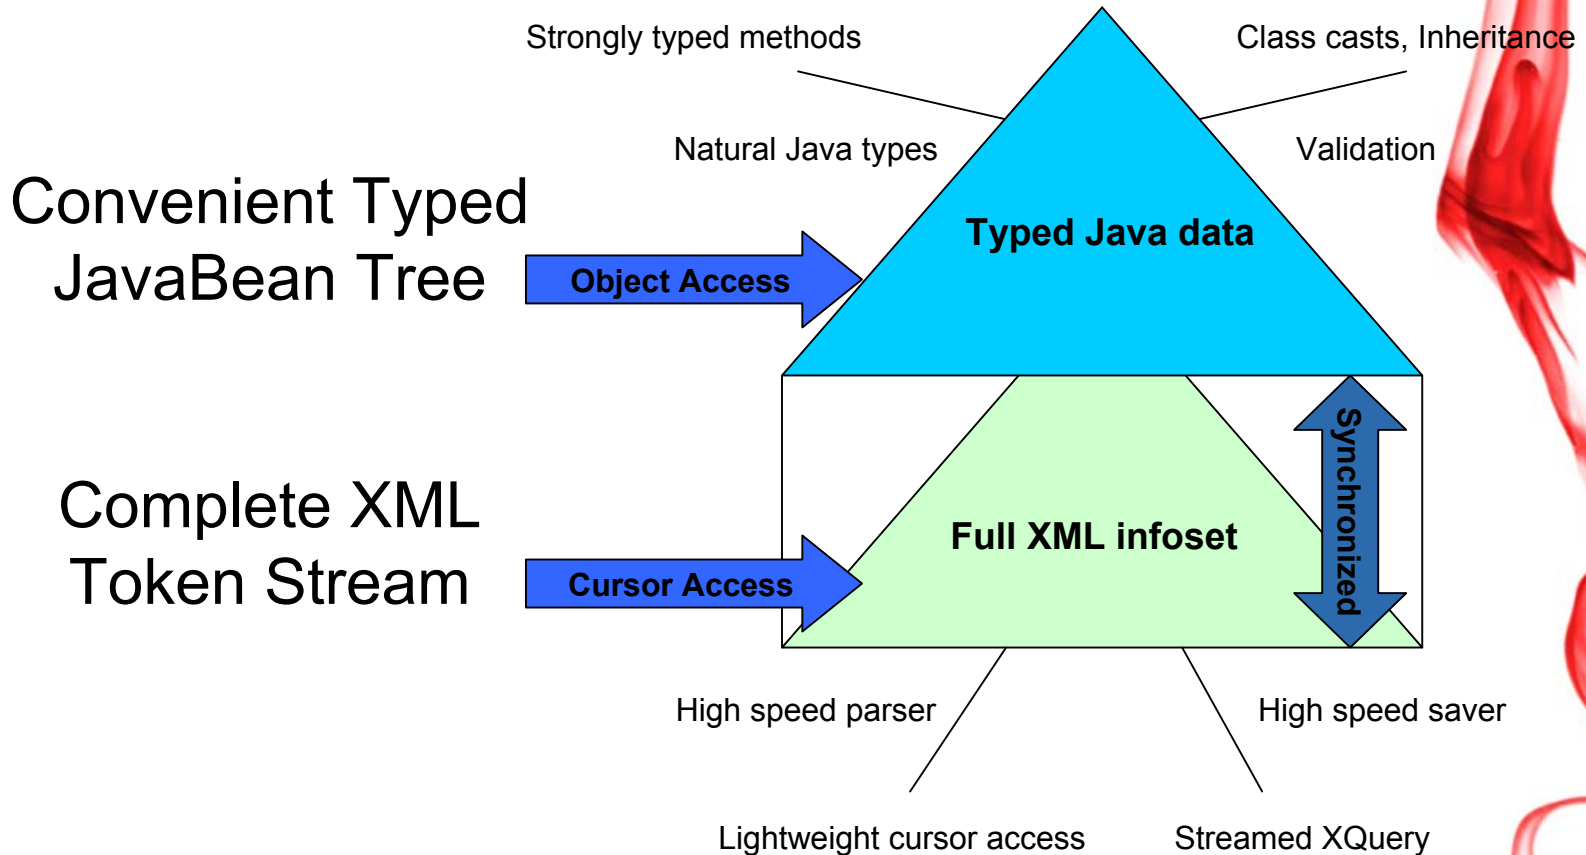 Strongly typed methods
Class casts, Inheritance
Natural Java types
Validation
Convenient Typed
JavaBean Tree
Typed Java data
Object Access
Synchronized
Complete XML
Token Stream
Full XML infoset
Cursor Access
High speed parser
High speed saver
Lightweight cursor access
Streamed XQuery